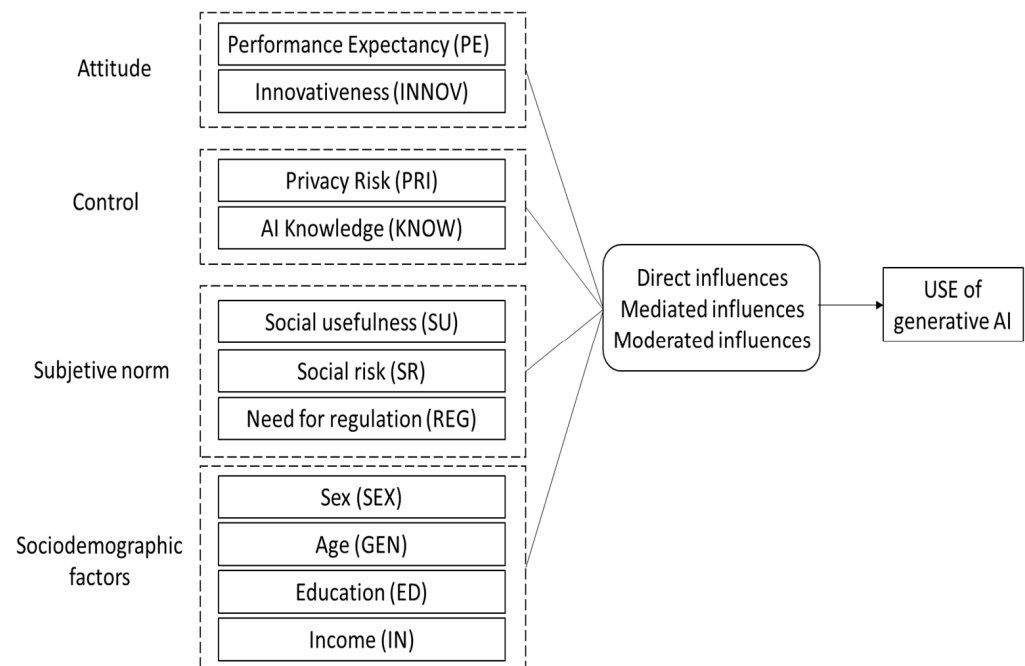 Attitude
Performance Expectancy (PE)
Innovativeness (INNOV)
Control
Privacy Risk (PRI)
AI Knowledge (KNOW)
Subjetive norm
Social usefulness (SU)
Social risk (SR)
Need for regulation (REG)
Sociodemographic
factors
Sex (SEX)
Age (GEN)
Education (ED)
Income (IN)
Direct influences
Mediated influences
Moderated influences
USE of
generative AI